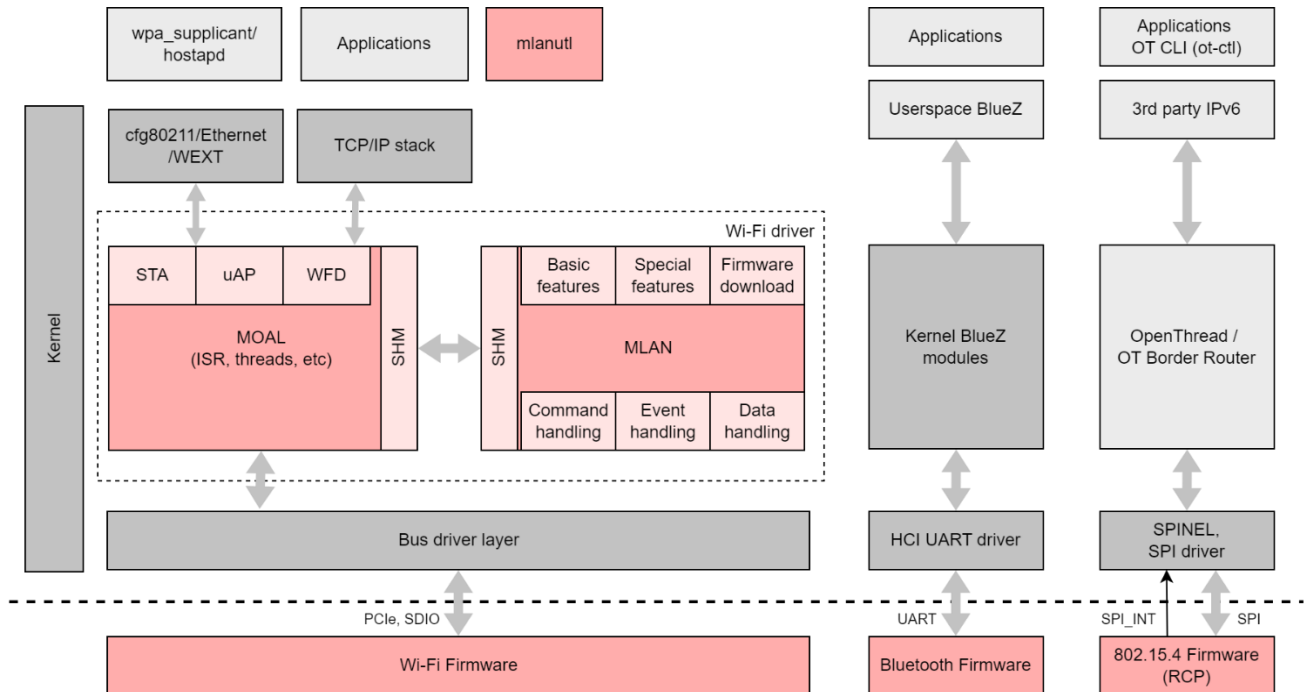 wpa_supplicant/
hostapd
Applications
mlanutl
Applications
Applications
OT CLI (ot-ctl)
Userspace BlueZ
3rd party IPv6
Kernel
cfg80211/Ethernet
/WEXT
TCP/IP stack
Wi-Fi driver
STA
uAP
WFD
MOAL
(ISR, threads, etc)
SHM
SHM
Basic
features
Special
features
Firmware
download
MLAN
Command
handling
Event
handling
Data
handling
Kernel BlueZ
modules
OpenThread /
OT Border Router
Bus driver layer
HCI UART driver
SPINEL,
SPI driver
PCIe, SDIO
UART
SPI_INT
SPI
Wi-Fi Firmware
Bluetooth Firmware
802.15.4 Firmware
(RCP)